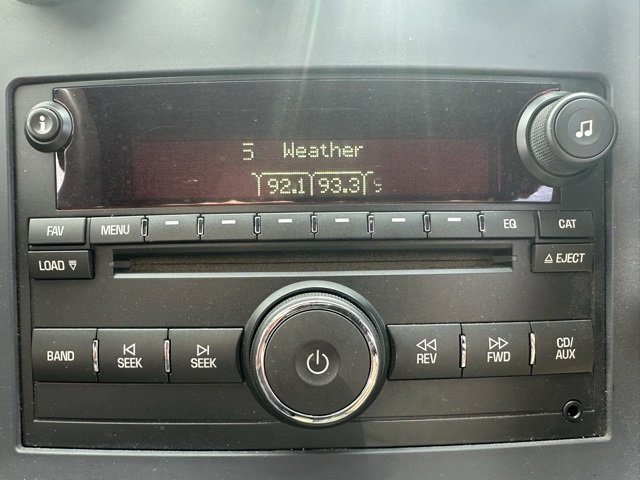 i
5 Weather
92.1 93.3 9
FAV MENU EQ CAT
LOAD EJECT
BAND SEEK SEEK REV FWD CD/AUX